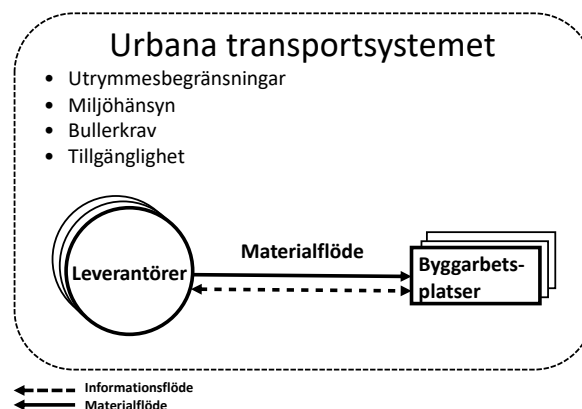 Urbana transportsystemet
• Utrymmesbegränsningar
• Miljöhänsyn
• Bullerkrav
• Tillgänglighet
Materialflöde
Leverantörer
Byggarbets-
platser
Informationsflöde
Materialflöde